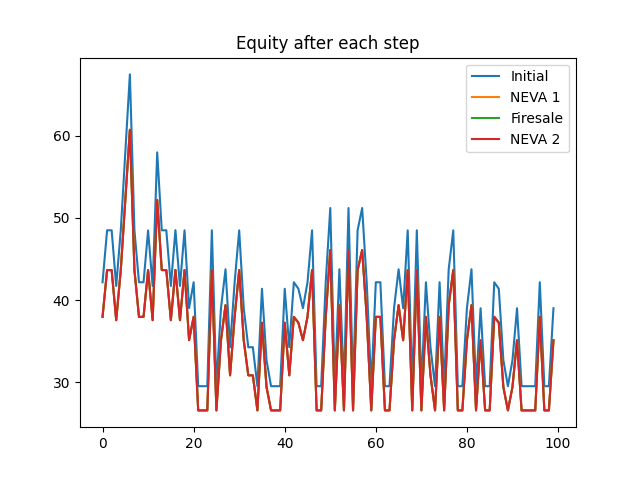 Equity after each step
Initial
NEVA 1
Firesale
NEVA 2
60
50
40
30
0 20 40 60 80 100